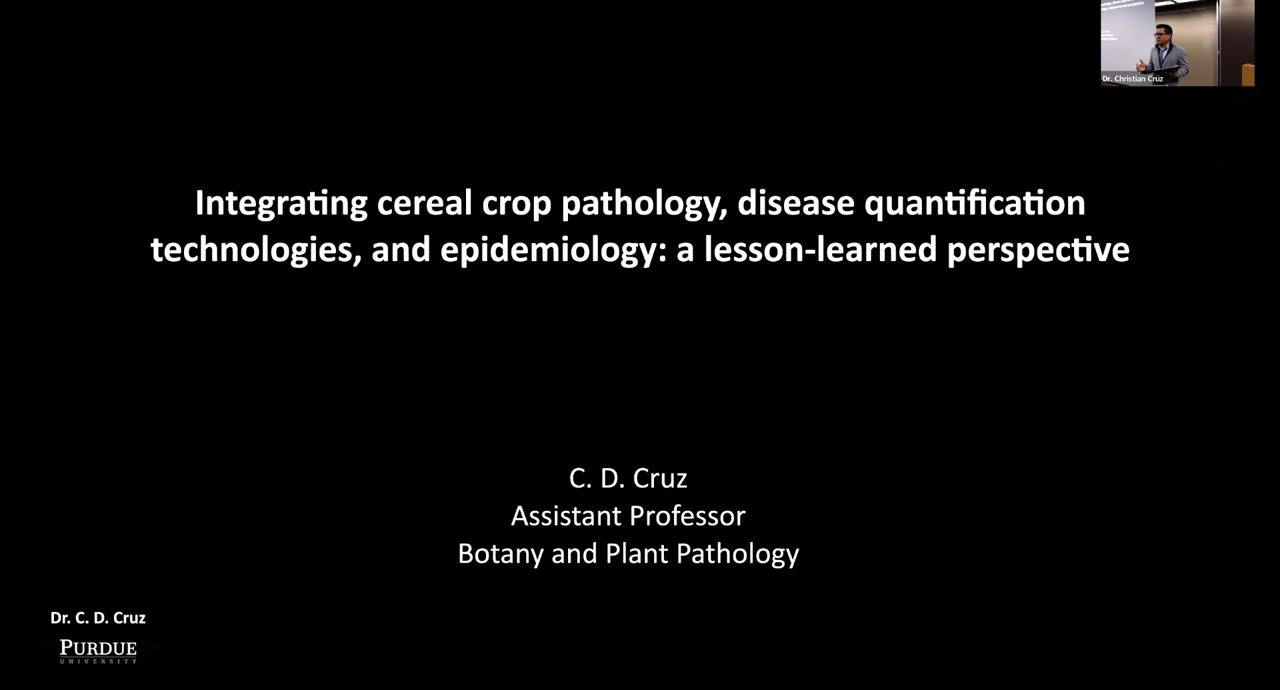 Dr. Christian Cruz
Integrating cereal crop pathology, disease quantification
technologies, and epidemiology: a lesson-learned perspective
C. D. Cruz
Assistant Professor
Botany and Plant Pathology
Dr. C. D. Cruz
PURDUE
UNIVERSITY